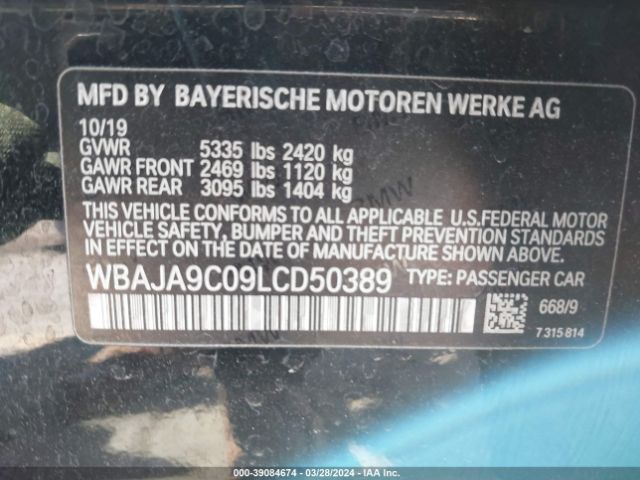 MFD BY BAYERISCHE MOTOREN WERKE AG
10/19
GVWR 5335 lbs 2420 kg
GAWR FRONT 2469 lbs 1120 kg
GAWR REAR 3095 lbs 1404 kg
THIS VEHICLE CONFORMS TO ALL APPLICABLE U.S.FEDERAL MOTOR
VEHICLE SAFETY, BUMPER AND THEFT PREVENTION STANDARDS
IN EFFECT ON THE DATE OF MANUFACTURE SHOWN ABOVE.
WBAJA9C09LCD50389 TYPE: PASSENGER CAR
668/9
7 315 814
BMW
© COPART - 39084674 - 03/28/2024 - IAA Inc.